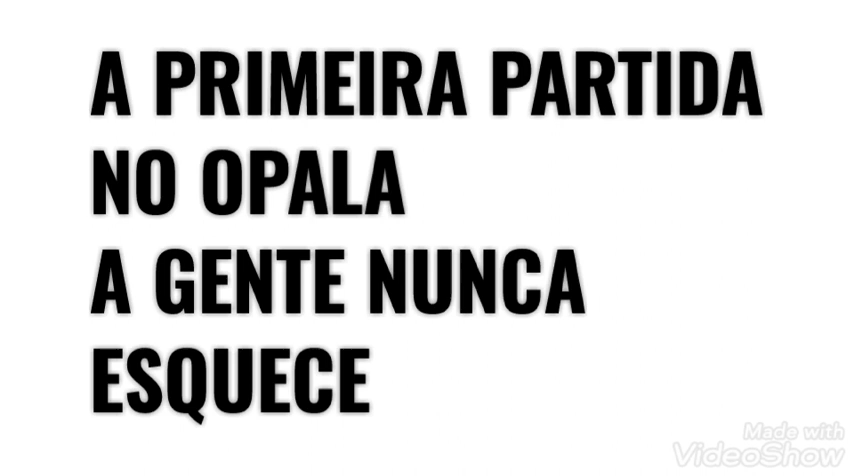 A PRIMEIRA PARTIDA
NO OPALA
A GENTE NUNCA
ESQUECE
Made with
VideoShow